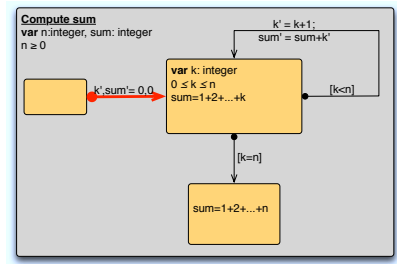 Compute sum
var n:integer, sum: integer
n ≥ 0
k' = k+1;
sum' = sum+k'
k',sum'= 0,0
var k: integer
0 ≤ k ≤ n
sum=1+2+...+k
[k<n]
[k=n]
sum=1+2+...+n